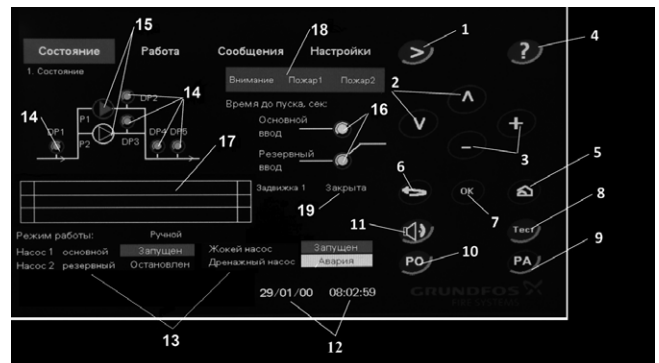 15
18
1
4
Состояние Работа Сообщения Настройки
>
?
1. Состояние
Внимание Пожар1 Пожар2
2
Λ
14
DP2
14
Время до пуска, сек:
16
P1
DP1
P2
DP3
DP4
DP5
Основной
ввод
V
+
−
3
17
Резервный
ввод
6
5
Задвижка 1 Закрыта
OK
8
19
11
7
Тест
Режим работы: Ручной
Насос 1 основной Запущен
Жокей насос Запущен
9
Насос 2 резервный Остановлен
Дренажный насос Авария
PO
10
PA
GRUNDFOS
29/01/00 08:02:59
13
12